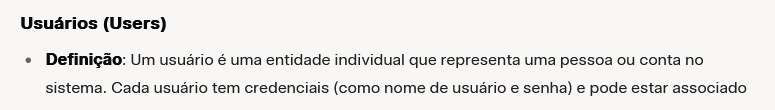 Usuários (Users)
• Definição: Um usuário é uma entidade individual que representa uma pessoa ou conta no
sistema. Cada usuário tem credenciais (como nome de usuário e senha) e pode estar associado